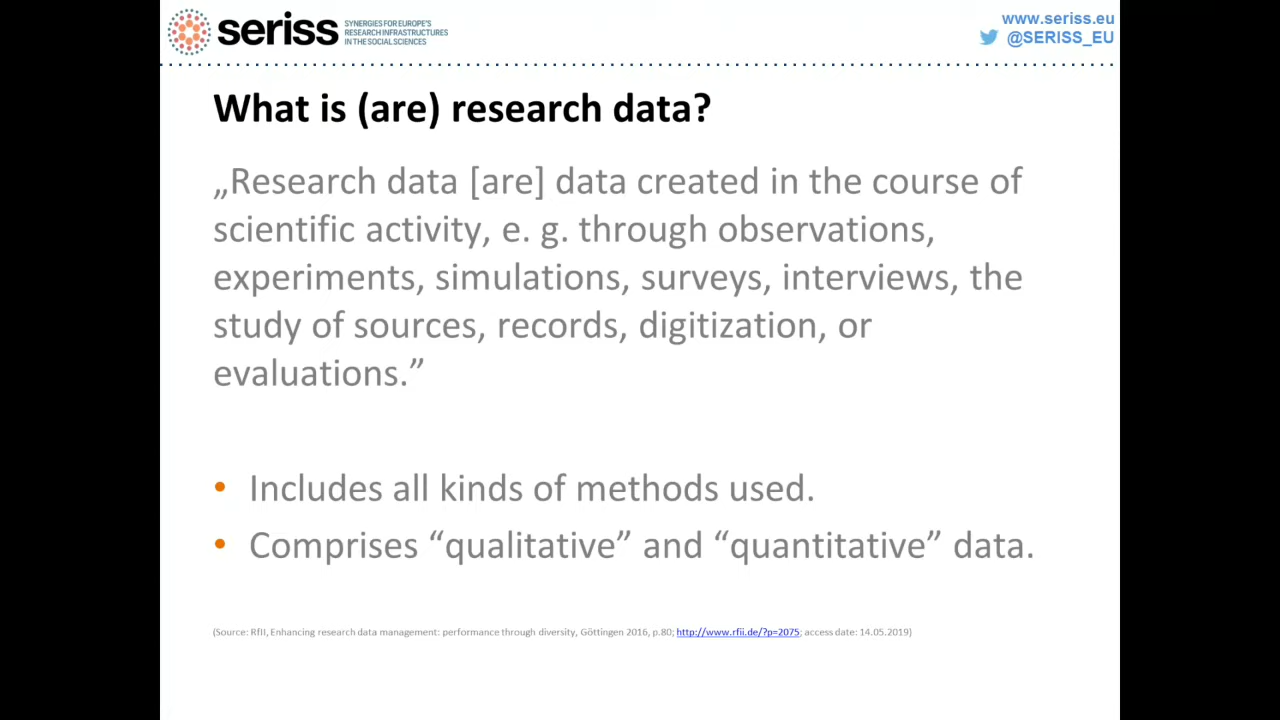 seriss
SYNERGIES FOR EUROPE'S
RESEARCH INFRASTRUCTURES
IN THE SOCIAL SCIENCES
www.seriss.eu
@SERISS_EU
What is (are) research data?
„Research data [are] data created in the course of
scientific activity, e. g. through observations,
experiments, simulations, surveys, interviews, the
study of sources, records, digitization, or
evaluations.”
• Includes all kinds of methods used.
• Comprises “qualitative” and “quantitative” data.
(Source: RfII, Enhancing research data management: performance through diversity, Göttingen 2016, p.80; http://www.rfii.de/?p=2075; access date: 14.05.2019)